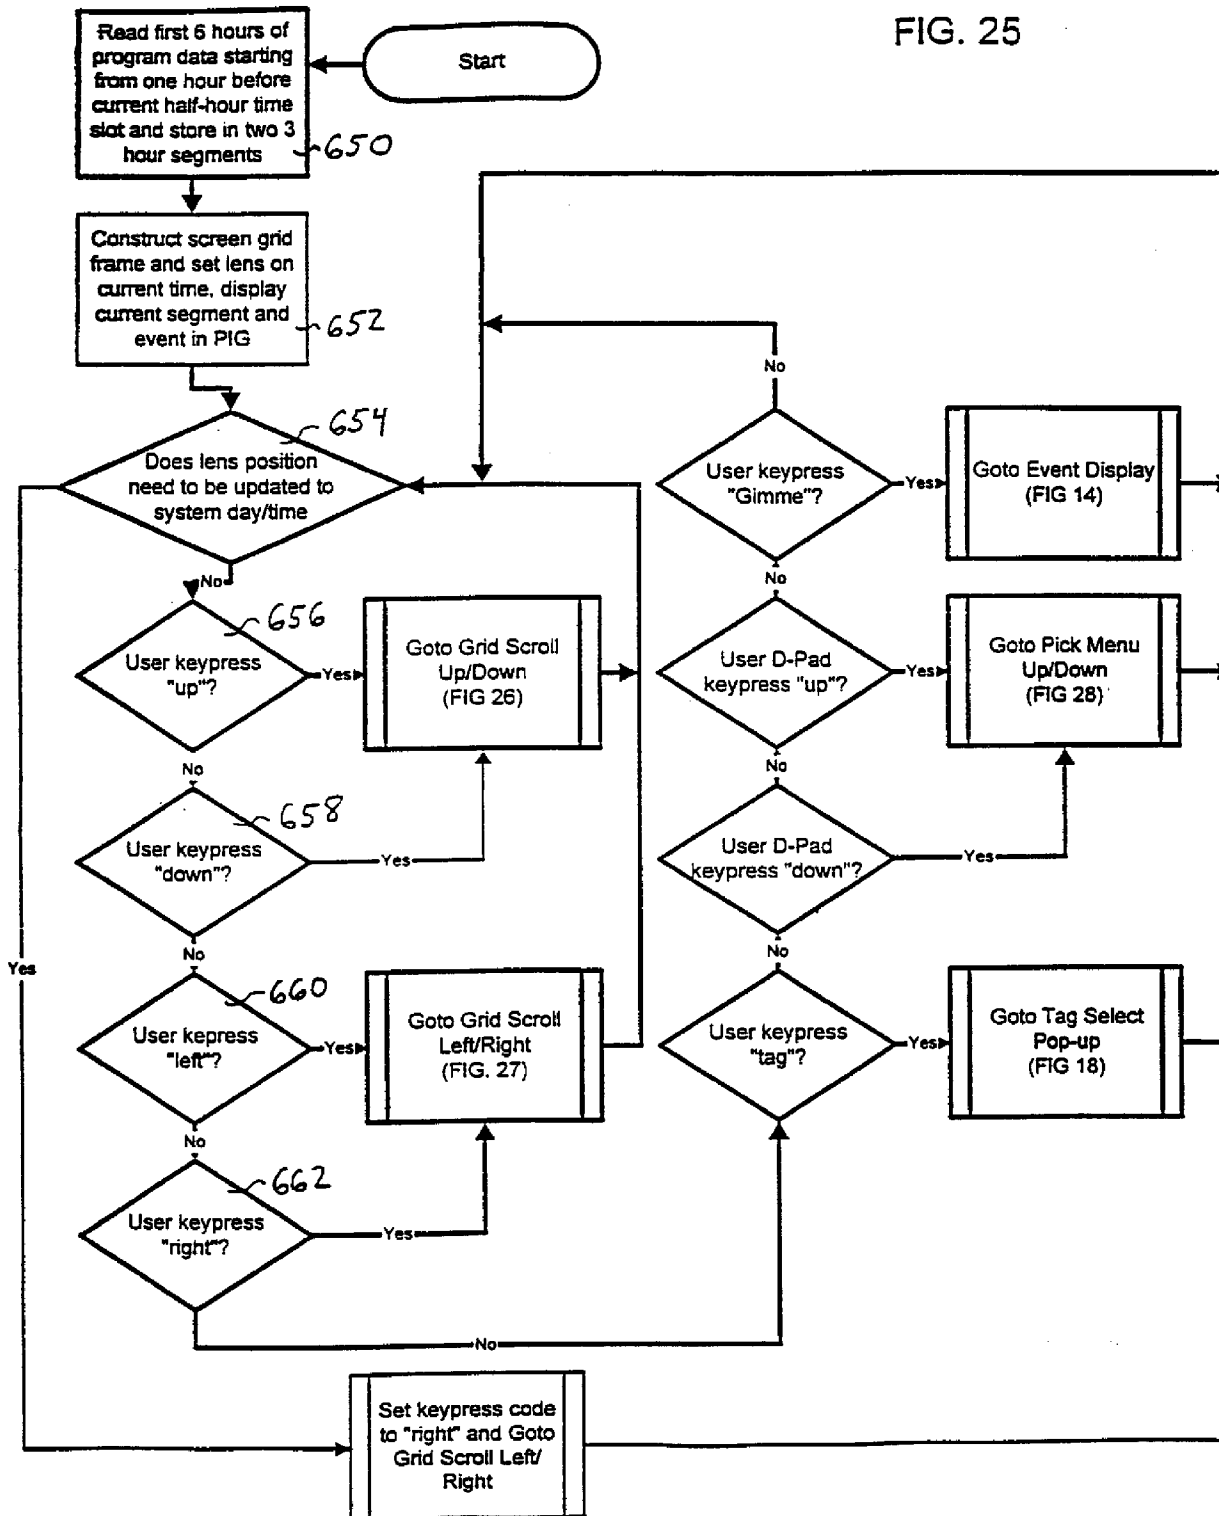 FIG. 25
Start
Read first 6 hours of
program data starting
from one hour before
current half-hour time
slot and store in two 3
hour segments
650
Construct screen grid
frame and set lens on
current time, display
current segment and
event in PIG
652
654
Does lens position
need to be updated to
system day/time
Yes
No
656
User keypress
"up"?
Yes
Goto Grid Scroll
Up/Down
(FIG 26)
No
658
User keypress
"down"?
Yes
No
660
User kepress
"left"?
Yes
Goto Grid Scroll
Left/Right
(FIG. 27)
No
662
User keypress
"right"?
Yes
No
Set keypress code
to "right" and Goto
Grid Scroll Left/
Right
No
User keypress
"Gimme"?
Yes
Goto Event Display
(FIG 14)
No
User D-Pad
keypress "up"?
Yes
Goto Pick Menu
Up/Down
(FIG 28)
No
User D-Pad
keypress "down"?
Yes
No
User keypress
"tag"?
Yes
Goto Tag Select
Pop-up
(FIG 18)